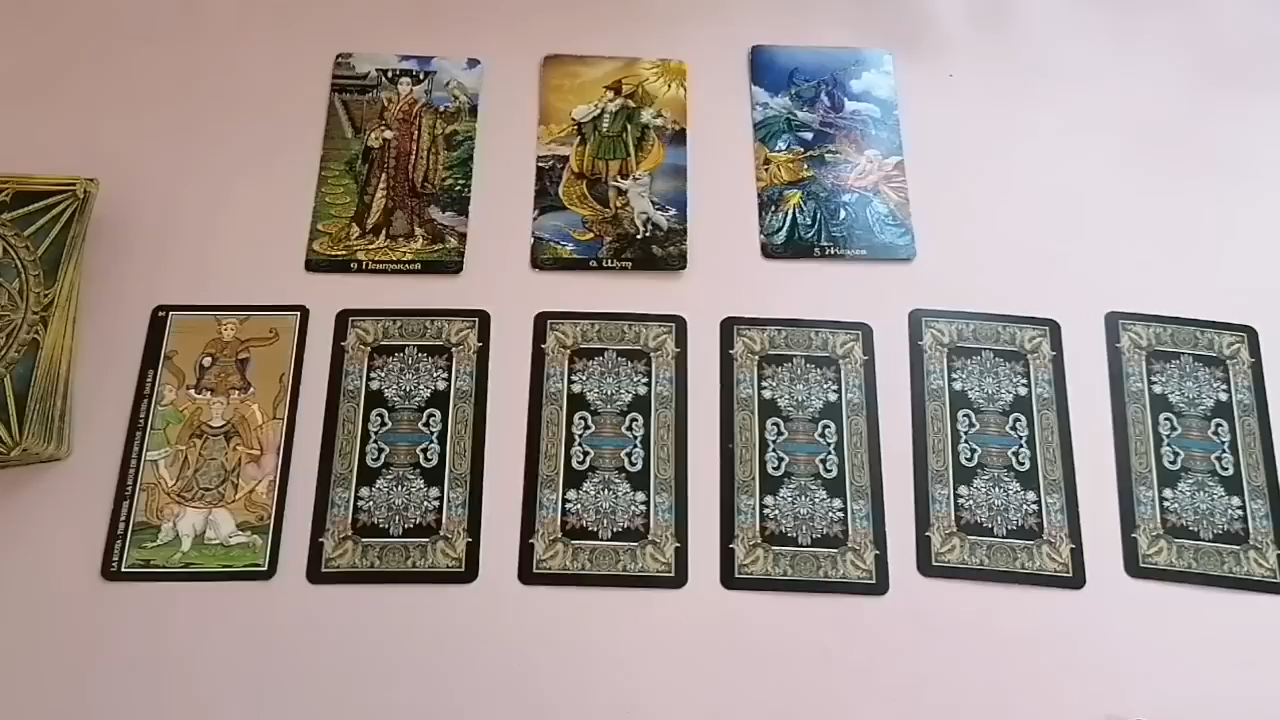 9 Пентаклей
0. Шут
5 Жезлов
LA RUOTA - THE WHEEL - LA ROUE DE FORTUNE - LA RUEDA - DAS RAD